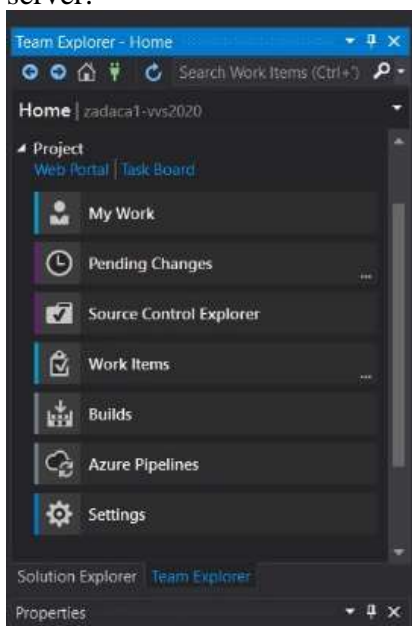 server:
Team Explorer - Home
Search Work Items (Ctrl+')
Home | zadaca1-vvs2020
Project
Web Portal | Task Board
My Work
Pending Changes
...
Source Control Explorer
Work Items
...
Builds
Azure Pipelines
Settings
Solution Explorer Team Explorer
Properties